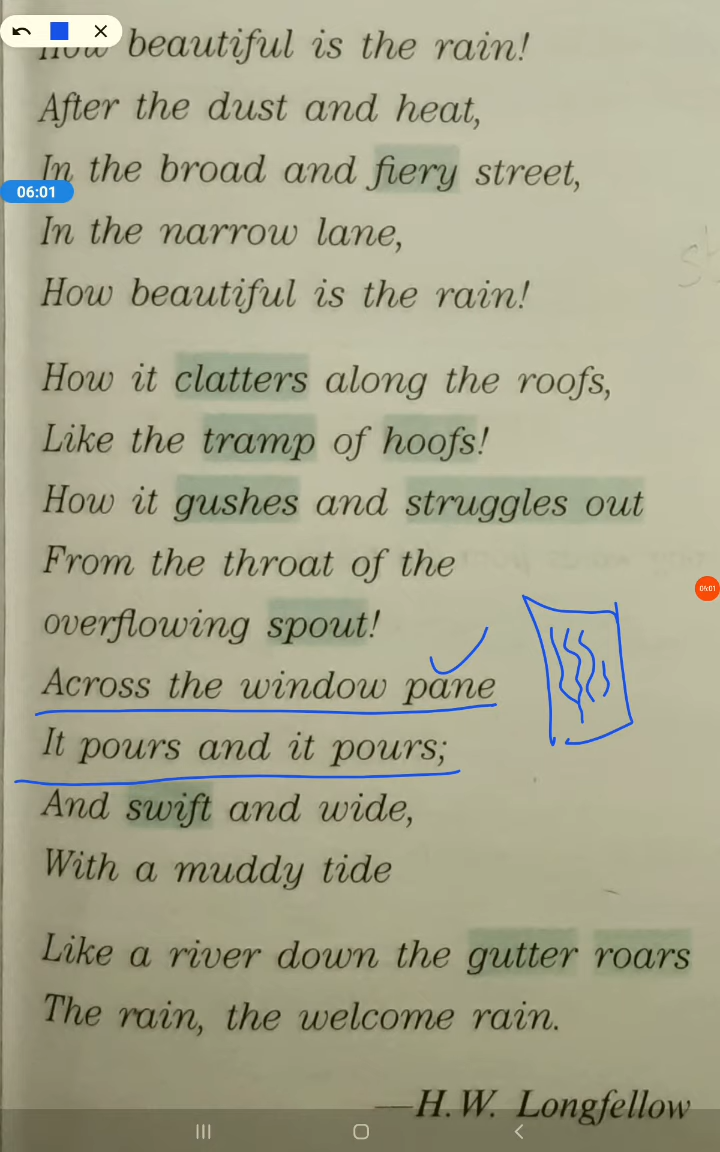 How beautiful is the rain!
After the dust and heat,
In the broad and fiery street,
06:01
In the narrow lane,
How beautiful is the rain!
How it clatters along the roofs,
Like the tramp of hoofs!
How it gushes and struggles out
From the throat of the
04:01
overflowing spout!
Across the window pane
It pours and it pours;
And swift and wide,
With a muddy tide
Like a river down the gutter roars
The rain, the welcome rain.
—H. W. Longfellow